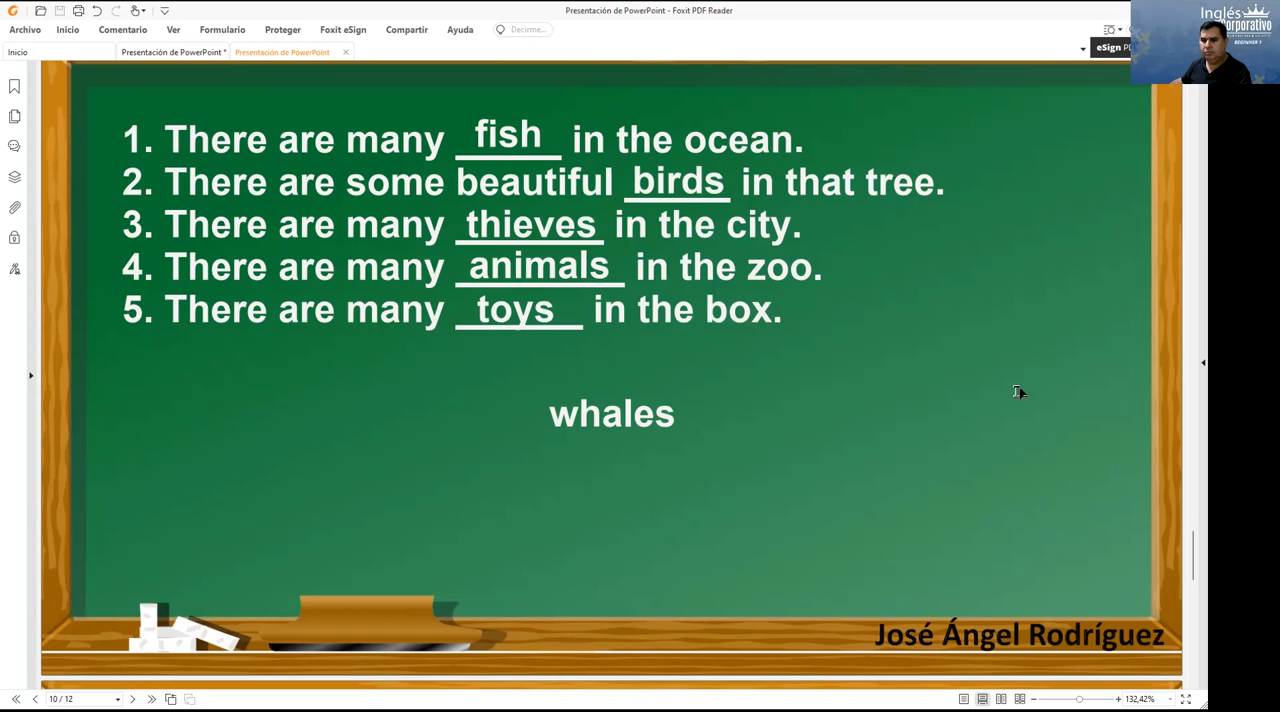 Presentación de PowerPoint - Foxit PDF Reader
Archivo Inicio Comentario Ver Formulario Proteger Foxit eSign Compartir Ayuda Decirme...
Inicio Presentación de PowerPoint * Presentación de PowerPoint
eSign
Inglés
Corporativo
BEGINNER 1
1. There are many fish in the ocean.
2. There are some beautiful birds in that tree.
3. There are many thieves in the city.
4. There are many animals in the zoo.
5. There are many toys in the box.
whales
José Ángel Rodríguez
10 / 12
132,42%